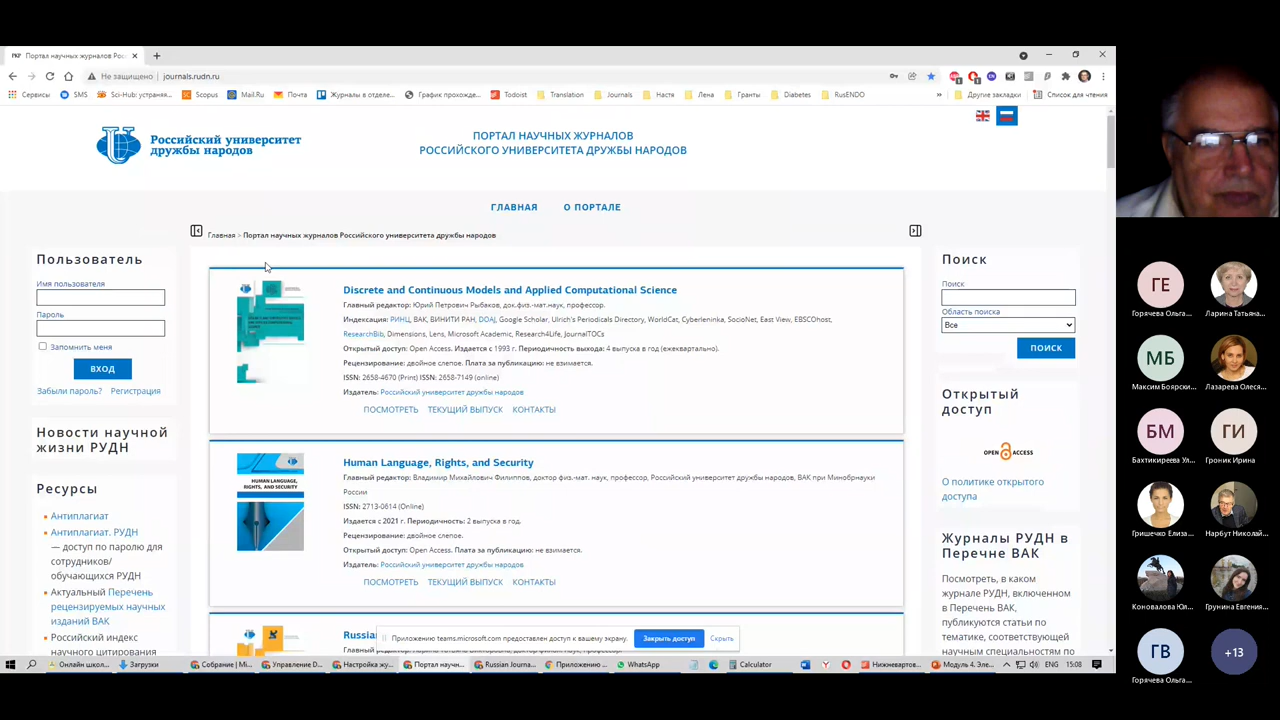 Портал научных журналов Рос
Не защищено
journals.rudn.ru
Сервисы
SMS
Sci-Hub: устраня...
Scopus
Mail.Ru
Почта
Журналы в отделе...
График прохожде...
Todoist
Translation
Journals
Настя
Лена
Гранты
Diabetes
RusENDO
»
Другие закладки
Список для чтения
Российский университет
дружбы народов
ПОРТАЛ НАУЧНЫХ ЖУРНАЛОВ
РОССИЙСКОГО УНИВЕРСИТЕТА ДРУЖБЫ НАРОДОВ
ГЛАВНАЯ
О ПОРТАЛЕ
Главная > Портал научных журналов Российского университета дружбы народов
Пользователь
Имя пользователя
Пароль
Запомнить меня
ВХОД
Забыли пароль?
Регистрация
Новости научной
жизни РУДН
Ресурсы
Антиплагиат
Антиплагиат. РУДН
— доступ по паролю для
сотрудников/
обучающихся РУДН
Актуальный Перечень
рецензируемых научных
изданий ВАК
Российский индекс
научного цитирования
Discrete and Continuous Models and Applied Computational Science
Главный редактор: Юрий Петрович Рыбаков, док.физ.-мат.наук, профессор.
Индексация: РИНЦ, ВАК, ВИНИТИ РАН, DOAJ, Google Scholar, Ulrich's Periodicals Directory, WorldCat, Cyberleninka, SocioNet, East View, EBSCOhost,
ResearchBib, Dimensions, Lens, Microsoft Academic, Research4Life, JournalTOCs
Открытый доступ: Open Access. Издается с 1993 г. Периодичность выхода: 4 выпуска в год (ежеквартально).
Рецензирование: двойное слепое. Плата за публикацию: не взимается.
ISSN: 2658-4670 (Print) ISSN: 2658-7149 (online)
Издатель: Российский университет дружбы народов
ПОСМОТРЕТЬ
ТЕКУЩИЙ ВЫПУСК
КОНТАКТЫ
HUMAN LANGUAGE,
RIGHTS, AND SECURITY
Human Language, Rights, and Security
Главный редактор: Владимир Михайлович Филиппов, доктор физ.-мат. наук, профессор, Российский университет дружбы народов, ВАК при Минобрнауки
России
ISSN: 2713-0614 (Online)
Издается с 2021 г. Периодичность: 2 выпуска в год.
Рецензирование: двойное слепое.
Открытый доступ: Open Access. Плата за публикацию: не взимается.
Издатель: Российский университет дружбы народов
ПОСМОТРЕТЬ
ТЕКУЩИЙ ВЫПУСК
КОНТАКТЫ
Russia
Приложению teams.microsoft.com предоставлен доступ к вашему экрану.
Закрыть доступ
Скрыть
Поиск
Поиск
Область поиска
Все
ПОИСК
Открытый
доступ
OPEN ACCESS
О политике открытого
доступа
Журналы РУДН в
Перечне ВАК
Посмотреть, в каком
журнале РУДН, включенном
в Перечень ВАК,
публикуются статьи по
тематике, соответствующей
научным специальностям по
Онлайн школ...
Загрузки
Собрание | Mi...
Управление D...
Настройка жу...
Портал научн...
Russian Journa...
Приложению ...
WhatsApp
Calculator
Нижневартов...
Модуль 4. Эле...
ENG
15:08
ГЕ
Горячева Ольга...
Ларина Татьяна...
МБ
Максим Боярски...
Лазарева Олеся...
БМ
Бахтикиреева Ул...
ГИ
Гроник Ирина
Гришечко Елиза...
Нарбут Николай...
Коновалова Юл...
Грунина Евгения...
ГВ
Горячева Ольга...
+13